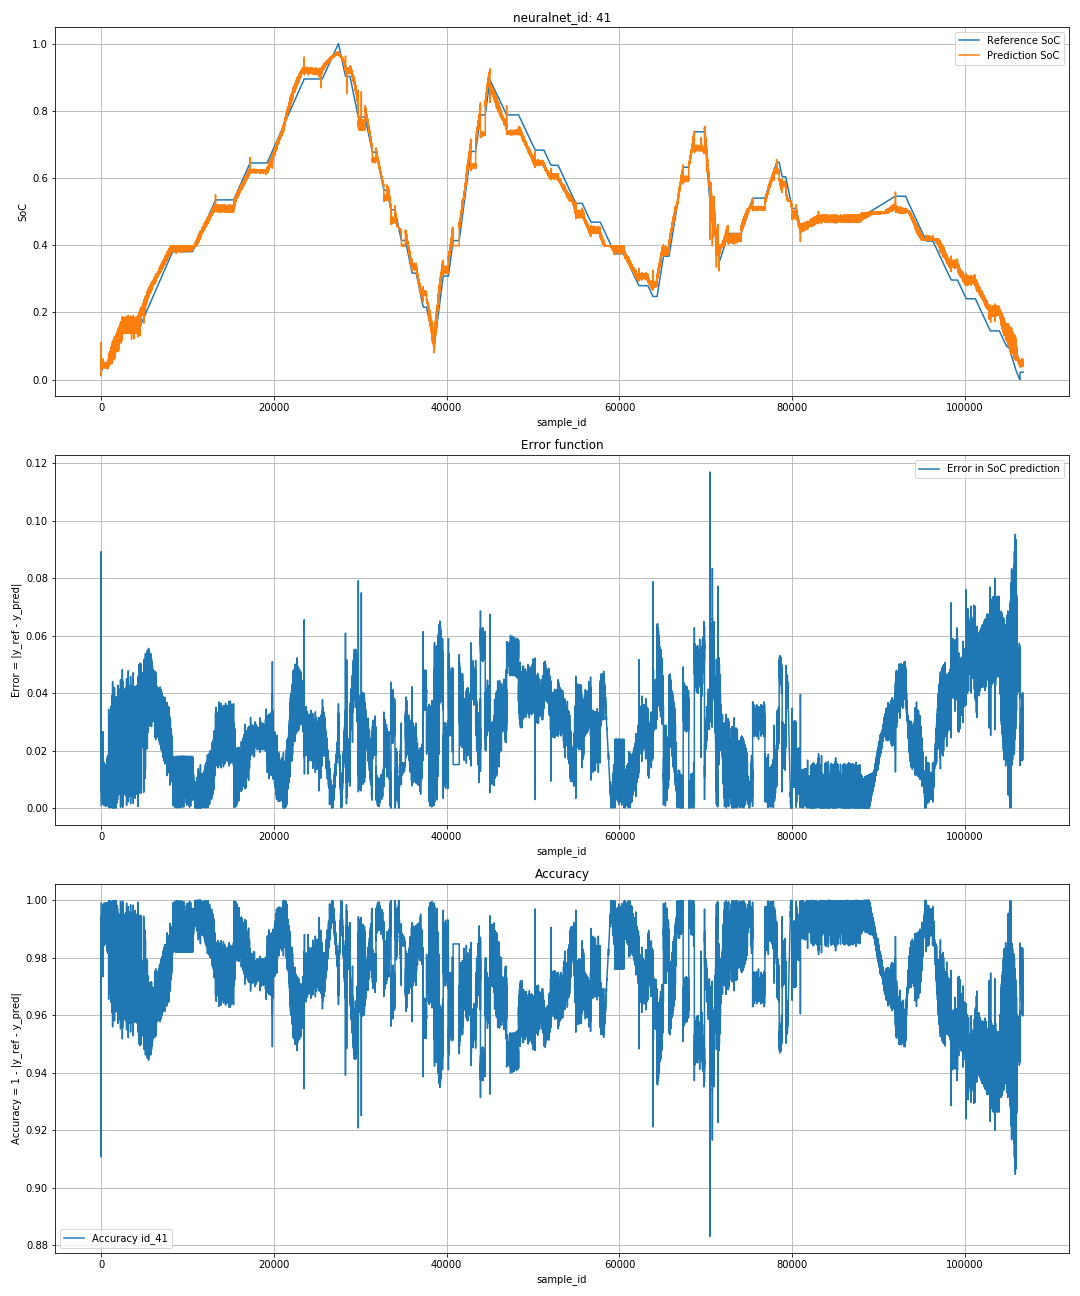 neuralnet_id: 41
Reference SoC
Prediction SoC
1.0
0.8
0.6
0.4
0.2
0.0
SoC
0
20000
40000
60000
80000
100000
sample_id
Error function
Error in SoC prediction
0.12
0.10
0.08
0.06
0.04
0.02
0.00
Error = |y_ref - y_pred|
0
20000
40000
60000
80000
100000
sample_id
Accuracy
1.00
0.98
0.96
0.94
0.92
0.90
0.88
Accuracy = 1 - |y_ref - y_pred|
Accuracy id_41
0
20000
40000
60000
80000
100000
sample_id